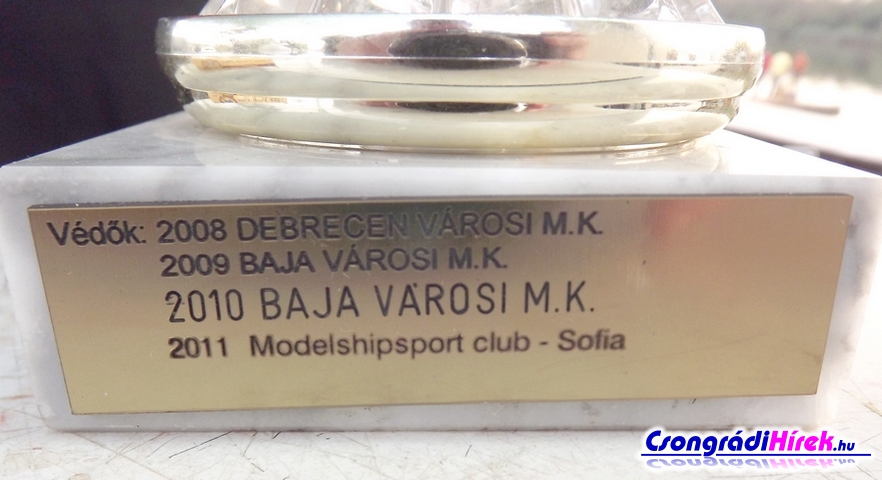 Védők: 2008 DEBRECEN VÁROSI M.K.
2009 BAJA VÁROSI M.K.
2010 BAJA VÁROSI M.K.
2011 Modelshipsport club - Sofia
CsongrádiHírek.hu